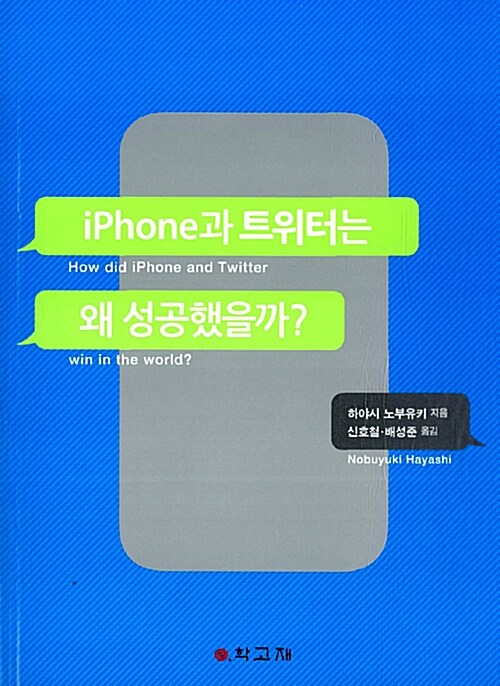 iPhone과 트위터는
How did iPhone and Twitter
왜 성공했을까?
win in the world?
하야시 노부유키 지음
신호철·배성준 옮김
Nobuyuki Hayashi
학고재